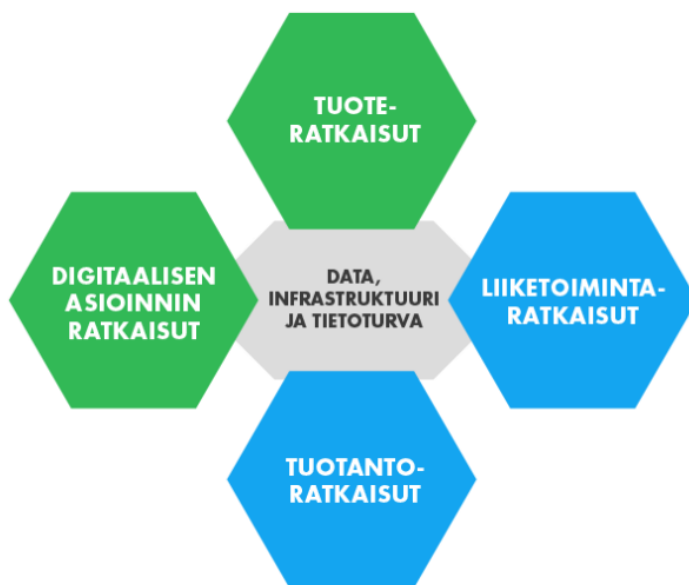 TUOTE-
RATKAISUT
DIGITAALISEN
ASIOINNIN
RATKAISUT
DATA,
INFRASTRUKTUURI
JA TIETOTURVA
LIIKETOIMINTA-
RATKAISUT
TUOTANTO-
RATKAISUT